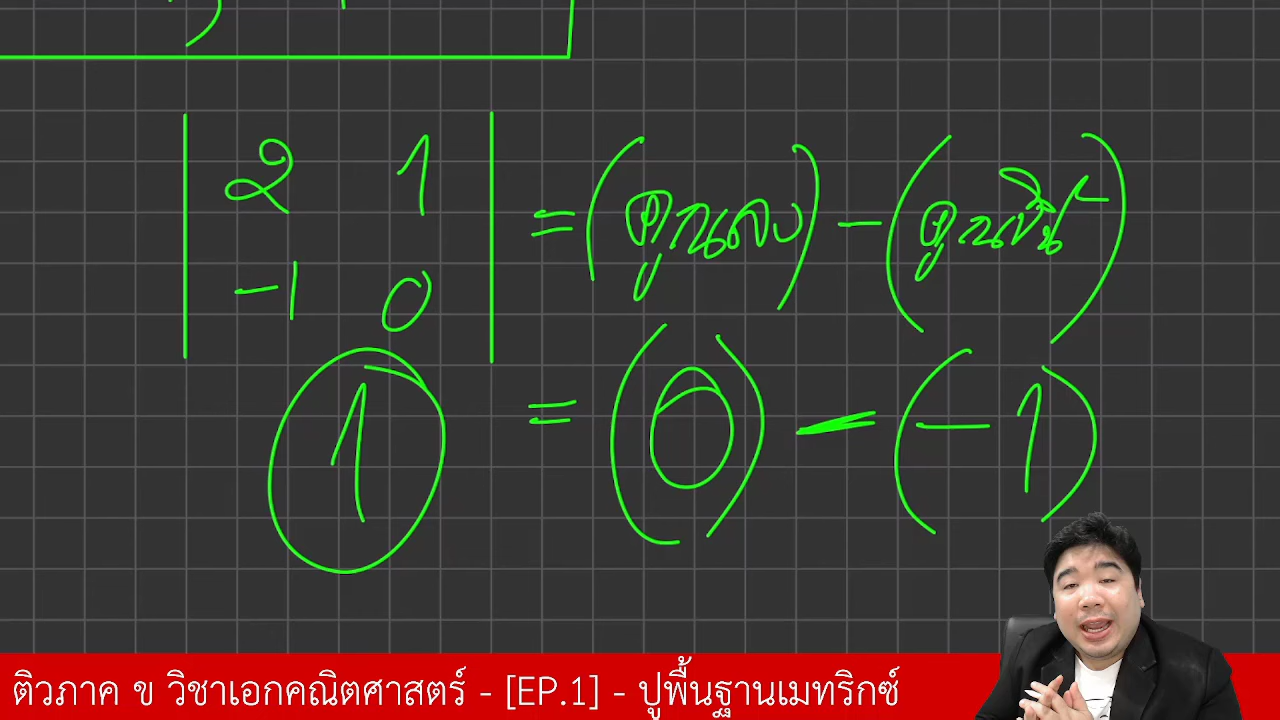 2 1 = (คูณลง) - (คูณขึ้น)
-1 0
1 = (0) - (-1)
ติวภาค ข วิชาเอกคณิตศาสตร์ - [EP.1] - ปูพื้นฐานเมทริกซ์